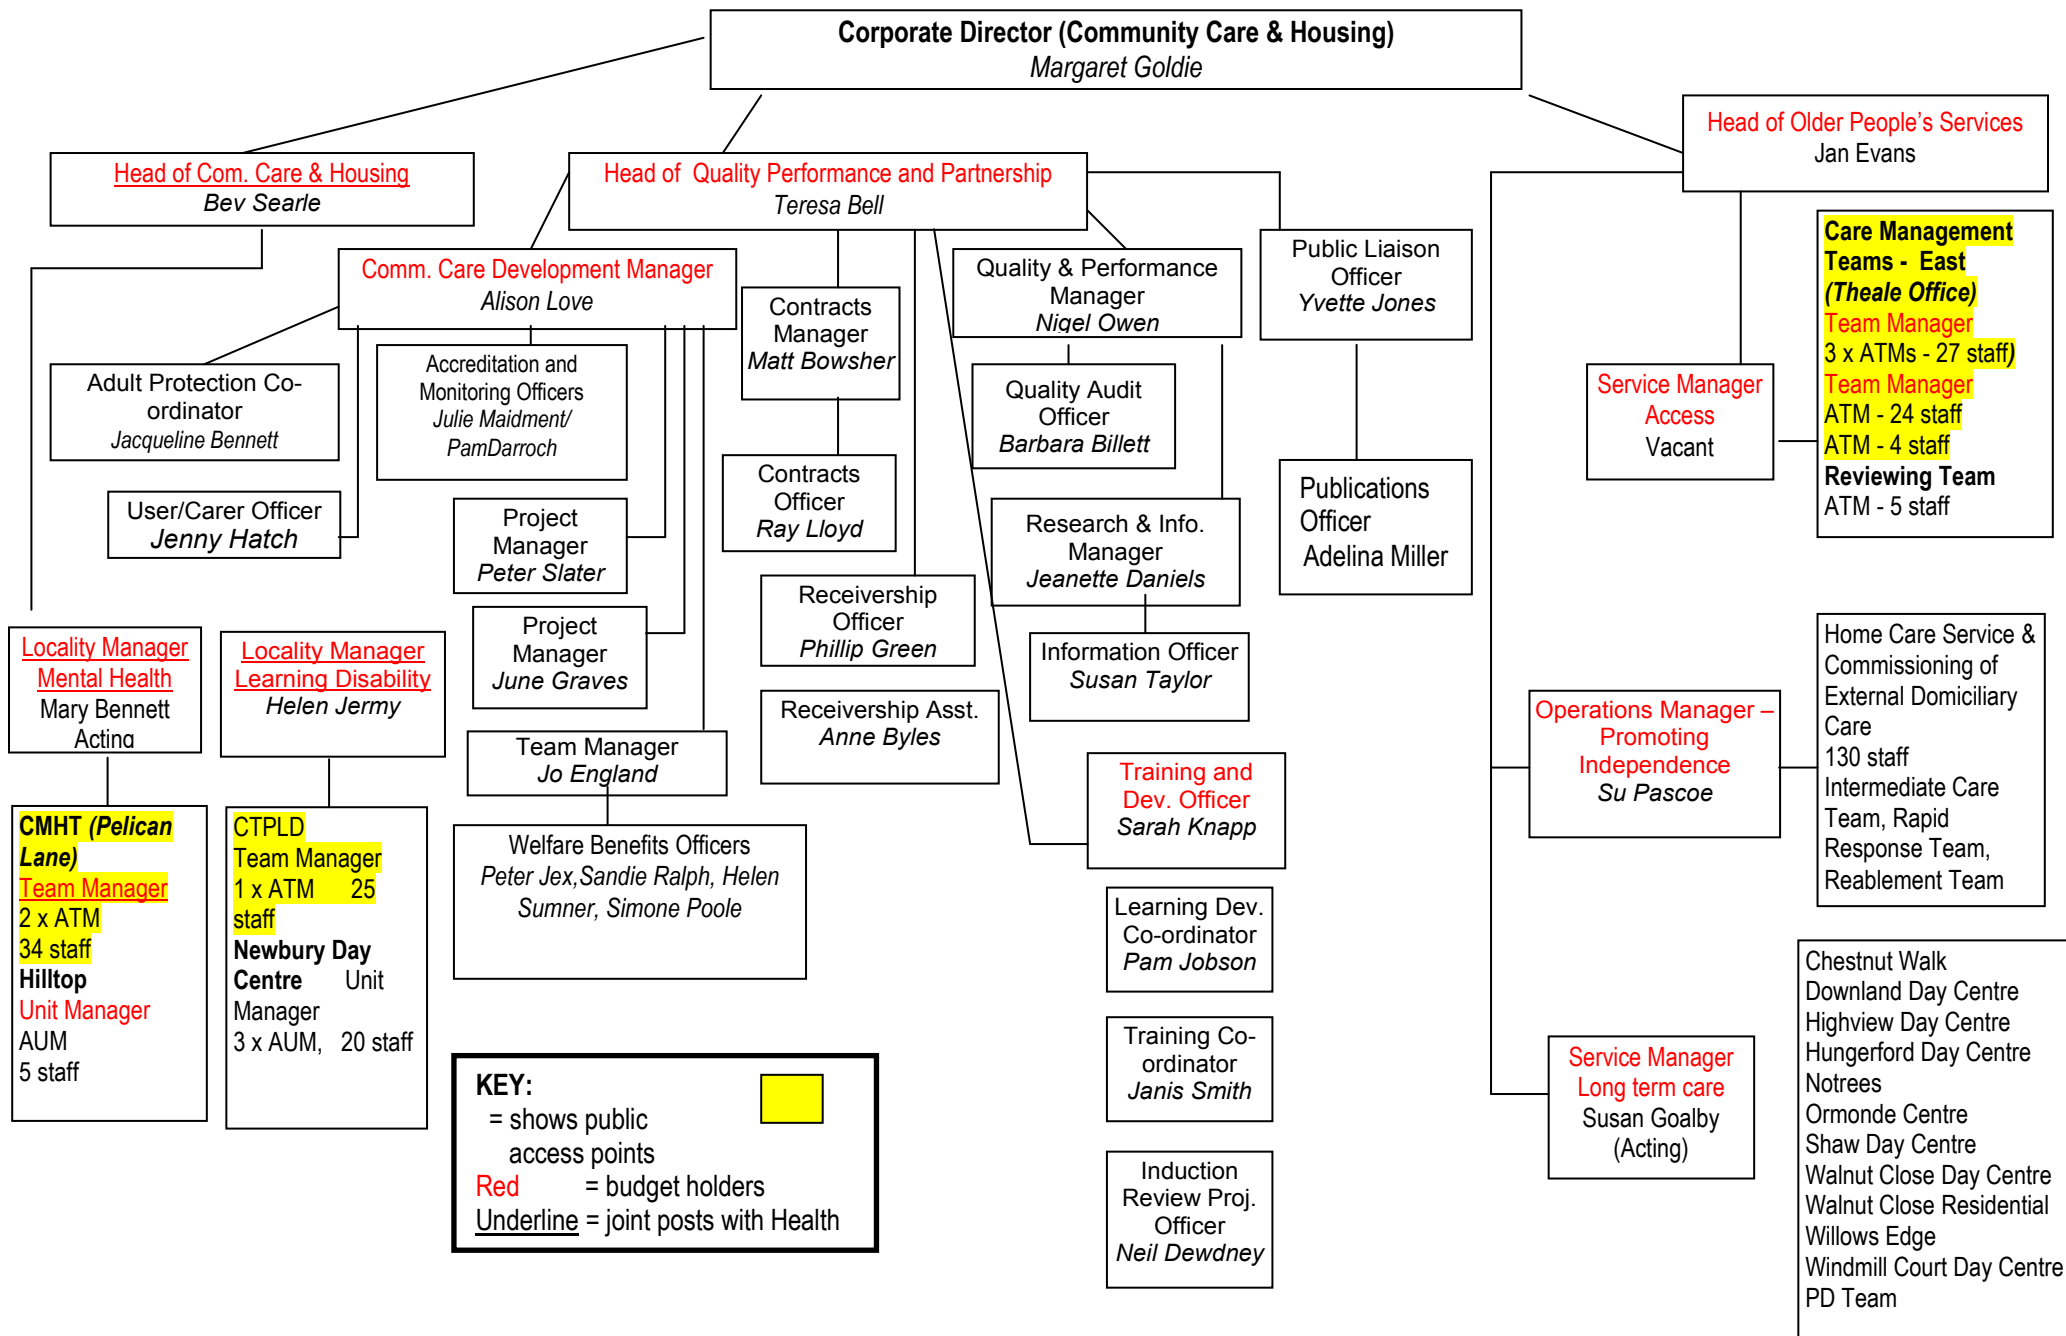 Corporate Director (Community Care & Housing)
Margaret Goldie
Head of Com. Care & Housing
Bev Searle
Head of Quality Performance and Partnership
Teresa Bell
Head of Older People's Services
Jan Evans
Comm. Care Development Manager
Alison Love
Adult Protection Co-
ordinator
Jacqueline Bennett
Accreditation and
Monitoring Officers
Julie Maidment/
PamDarroch
User/Carer Officer
Jenny Hatch
Project
Manager
Peter Slater
Project
Manager
June Graves
Team Manager
Jo England
Welfare Benefits Officers
Peter Jex,Sandie Ralph, Helen
Sumner, Simone Poole
Contracts
Manager
Matt Bowsher
Contracts
Officer
Ray Lloyd
Receivership
Officer
Phillip Green
Receivership Asst.
Anne Byles
Quality & Performance
Manager
Nigel Owen
Quality Audit
Officer
Barbara Billett
Research & Info.
Manager
Jeanette Daniels
Information Officer
Susan Taylor
Public Liaison
Officer
Yvette Jones
Publications
Officer
Adelina Miller
Training and
Dev. Officer
Sarah Knapp
Learning Dev.
Co-ordinator
Pam Jobson
Training Co-
ordinator
Janis Smith
Induction
Review Proj.
Officer
Neil Dewdney
Locality Manager
Mental Health
Mary Bennett
Acting
Locality Manager
Learning Disability
Helen Jermy
CMHT (Pelican
Lane)
Team Manager
2 x ATM
34 staff
Hilltop
Unit Manager
AUM
5 staff
CTPLD
Team Manager
1 x ATM 25
staff
Newbury Day
Centre Unit
Manager
3 x AUM, 20 staff
KEY:
= shows public
access points
Red = budget holders
Underline = joint posts with Health
Service Manager
Access
Vacant
Care Management
Teams - East
(Theale Office)
Team Manager
3 x ATMs - 27 staff)
Team Manager
ATM - 24 staff
ATM - 4 staff
Reviewing Team
ATM - 5 staff
Operations Manager –
Promoting
Independence
Su Pascoe
Home Care Service &
Commissioning of
External Domiciliary
Care
130 staff
Intermediate Care
Team, Rapid
Response Team,
Reablement Team
Service Manager
Long term care
Susan Goalby
(Acting)
Chestnut Walk
Downland Day Centre
Highview Day Centre
Hungerford Day Centre
Notrees
Ormonde Centre
Shaw Day Centre
Walnut Close Day Centre
Walnut Close Residential
Willows Edge
Windmill Court Day Centre
PD Team